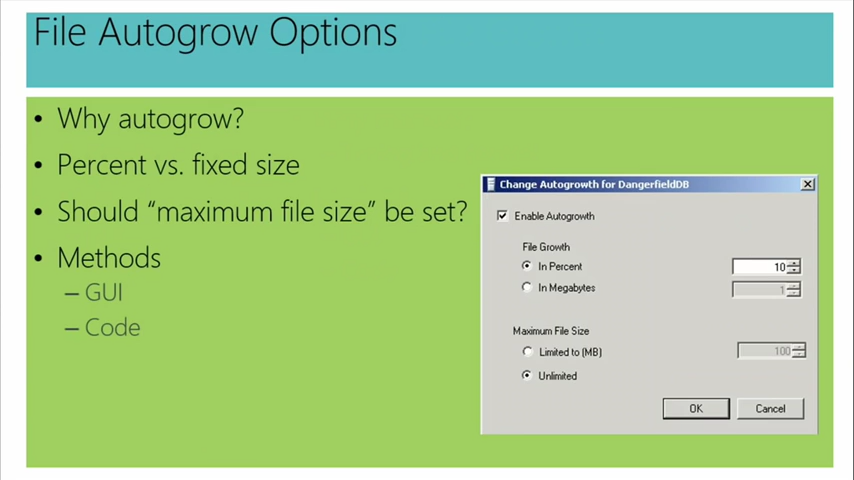 File Autogrow Options
• Why autogrow?
• Percent vs. fixed size
• Should “maximum file size” be set?
• Methods
– GUI
– Code
Change Autogrowth for DangerfieldDB
Enable Autogrowth
File Growth
In Percent 10
In Megabytes 1
Maximum File Size
Limited to (MB) 100
Unlimited
OK Cancel